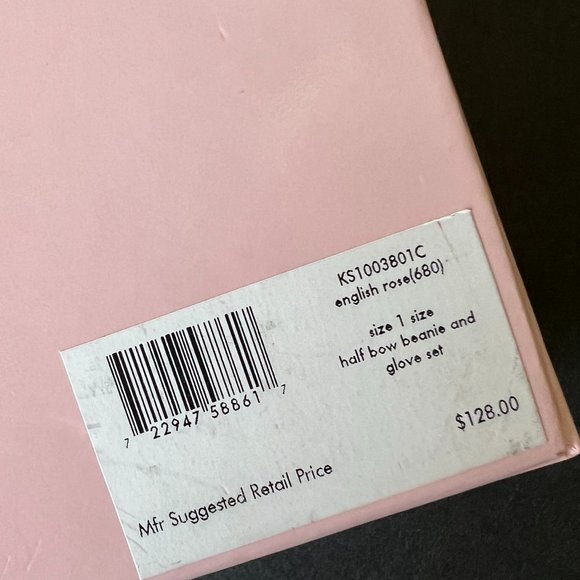 KS1003801C
english rose(680)
size 1 size
half bow beanie and
glove set
$128.00
7 22947 58861 7
Mfr Suggested Retail Price